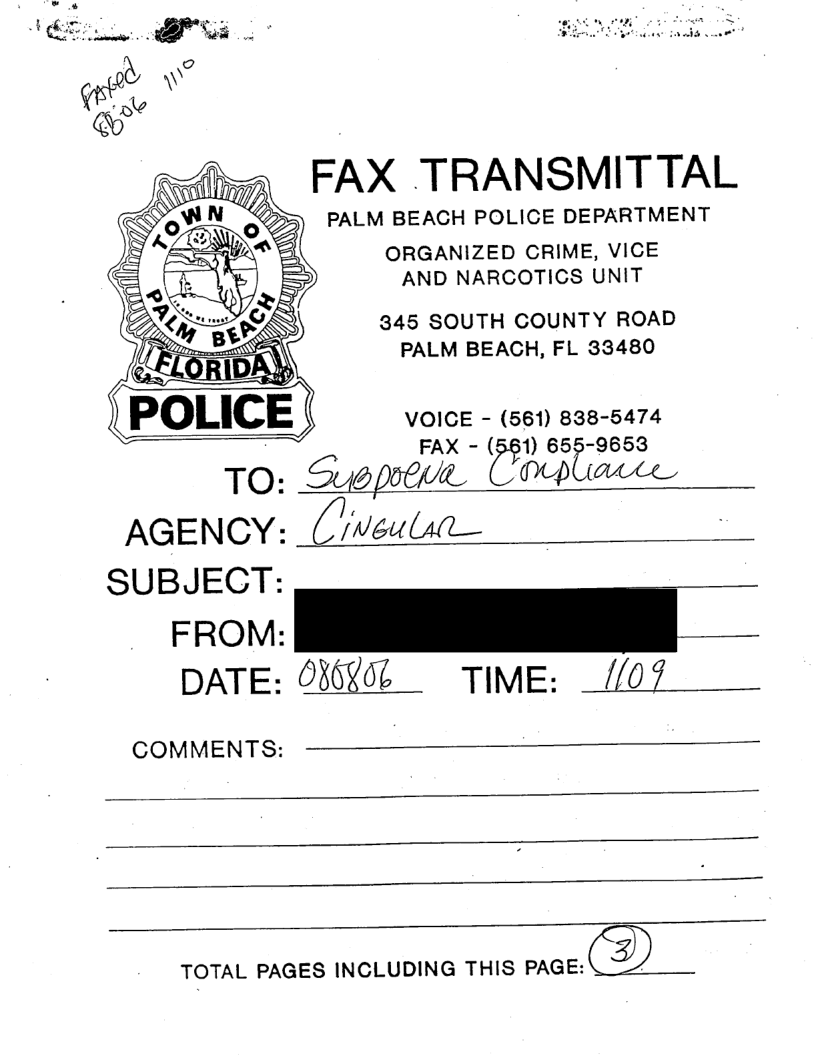 FAXed 1110
FAX TRANSMITTAL
PALM BEACH POLICE DEPARTMENT
ORGANIZED CRIME, VICE
AND NARCOTICS UNIT
345 SOUTH COUNTY ROAD
PALM BEACH, FL 33480
VOICE - (561) 838-5474
FAX - (561) 655-9653
TOWN OF
PALM BEACH
FLORIDA
POLICE
TO: Subpoena Compliance
AGENCY: CINGULAR
SUBJECT:
FROM:
DATE: 080806 TIME: 1109
COMMENTS:
TOTAL PAGES INCLUDING THIS PAGE: 3